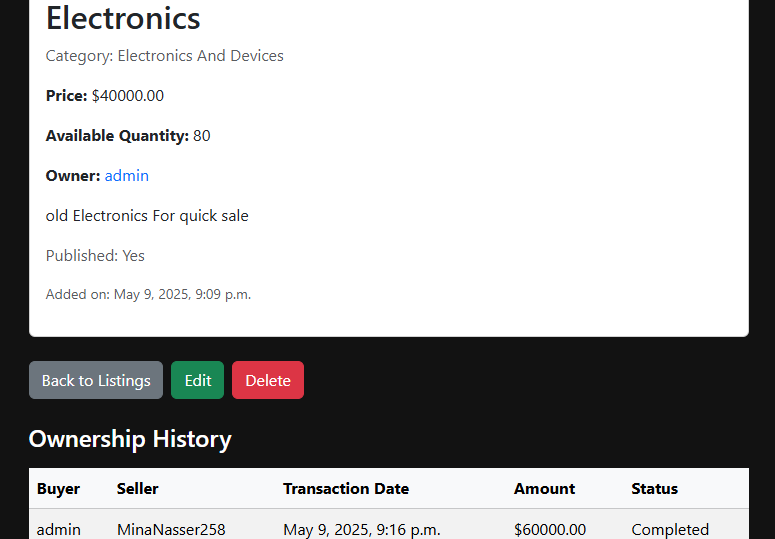 Electronics
Category: Electronics And Devices
Price: $40000.00
Available Quantity: 80
Owner: admin
old Electronics For quick sale
Published: Yes
Added on: May 9, 2025, 9:09 p.m.
Back to Listings Edit Delete
Ownership History
Buyer Seller Transaction Date Amount Status
admin MinaNasser258 May 9, 2025, 9:16 p.m. $60000.00 Completed